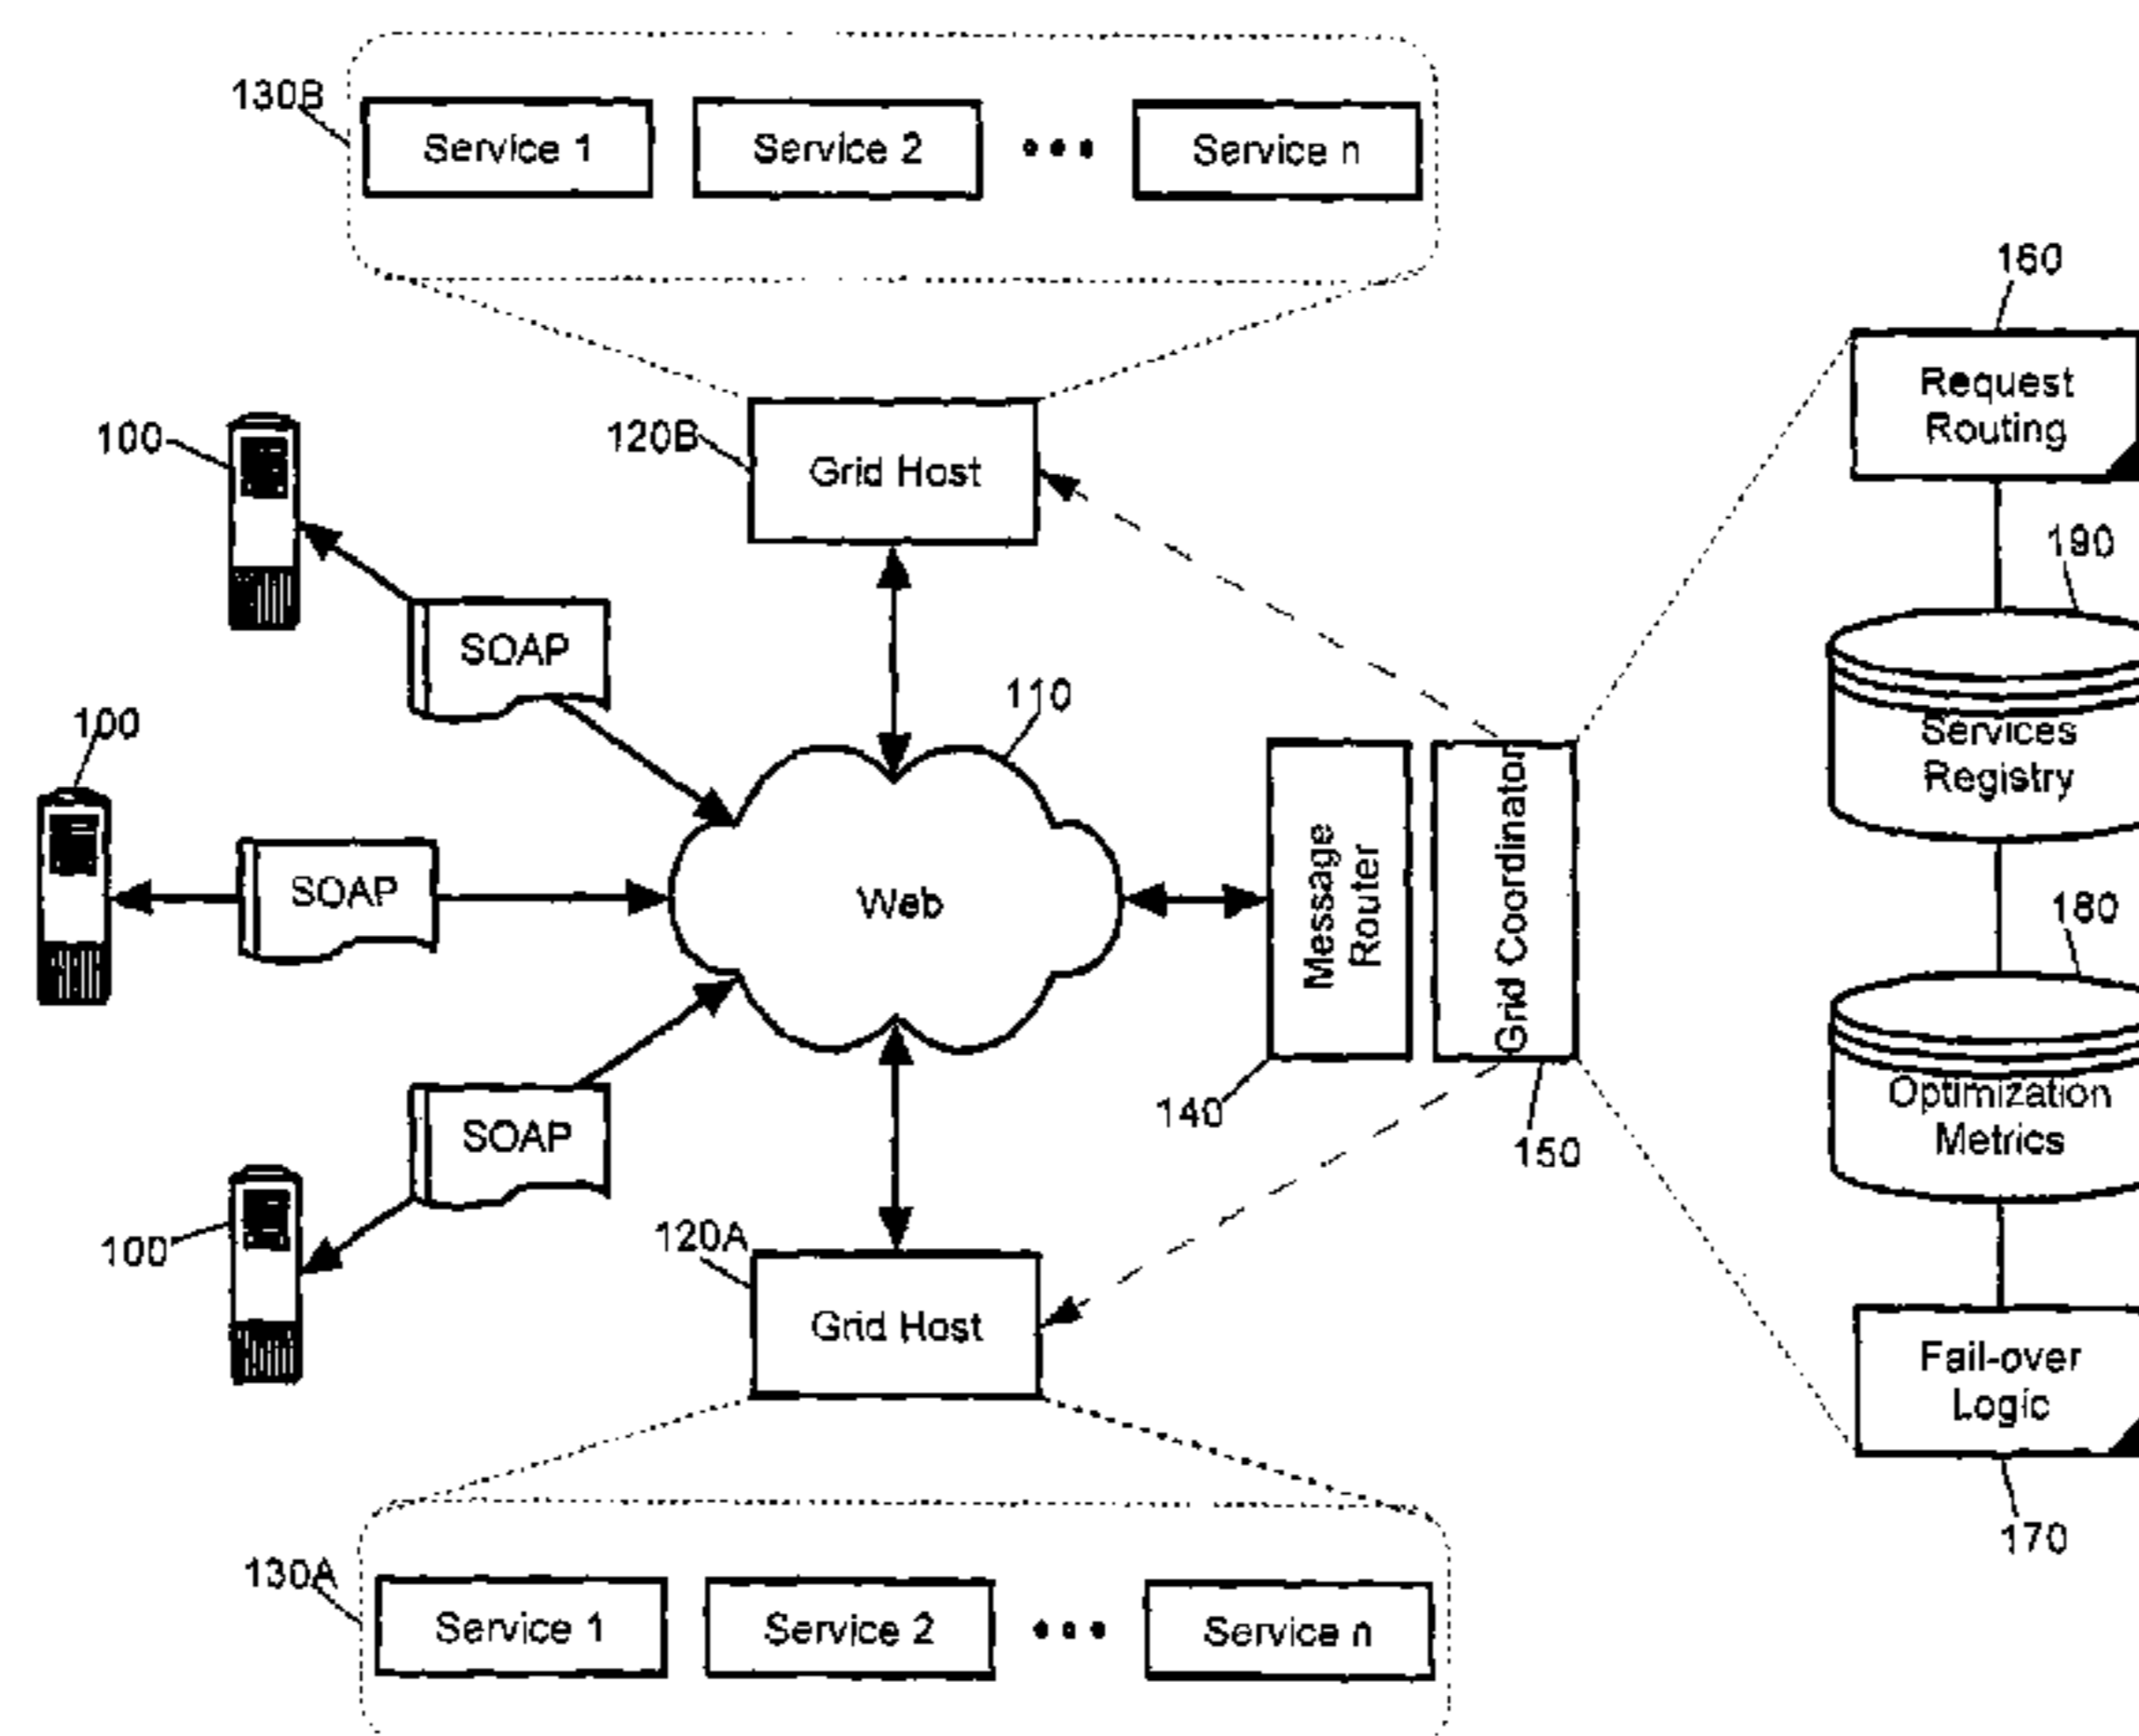 130B
Service 1
Service 2
Service n
160
Request
Routing
100
120B
Grid Host
190
SOAP
110
100
Services
Registry
SOAP
Web
Message
Router
Grid Coordinator
180
Optimization
Metrics
140
150
SOAP
100
120A
Grid Host
Fail-over
Logic
170
130A
Service 1
Service 2
Service n